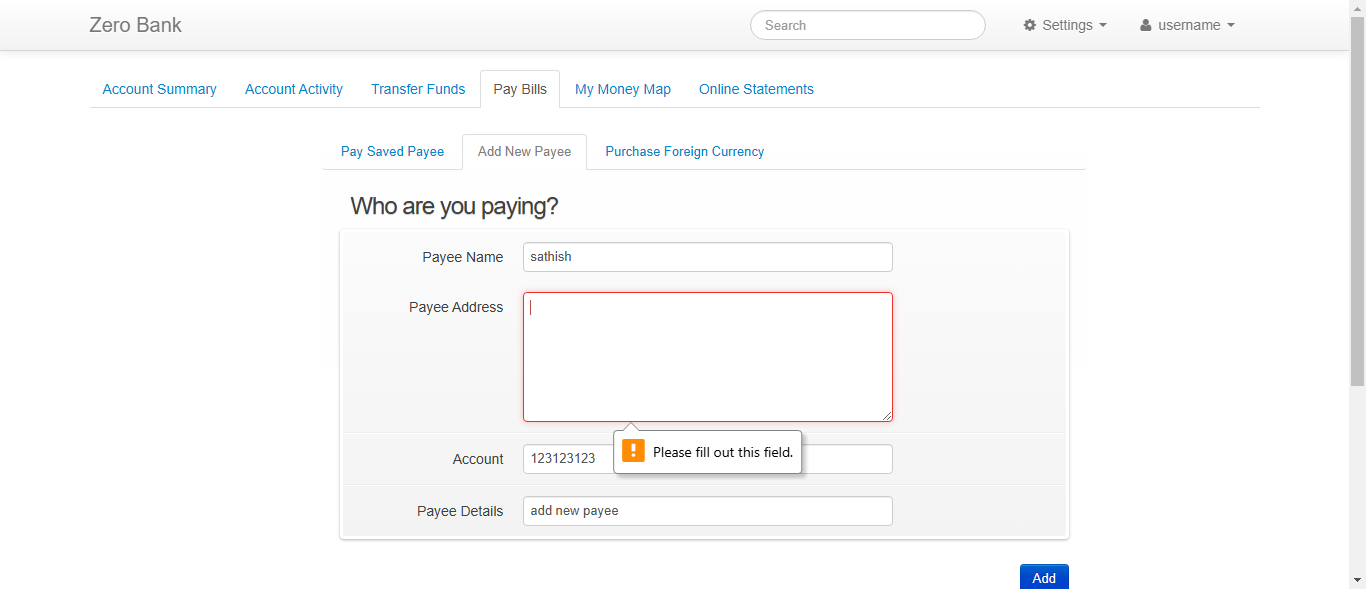 Zero Bank Search Settings username
Account Summary Account Activity Transfer Funds Pay Bills My Money Map Online Statements
Pay Saved Payee Add New Payee Purchase Foreign Currency
Who are you paying?
Payee Name sathish
Payee Address
Please fill out this field.
Account 123123123
Payee Details add new payee
Add